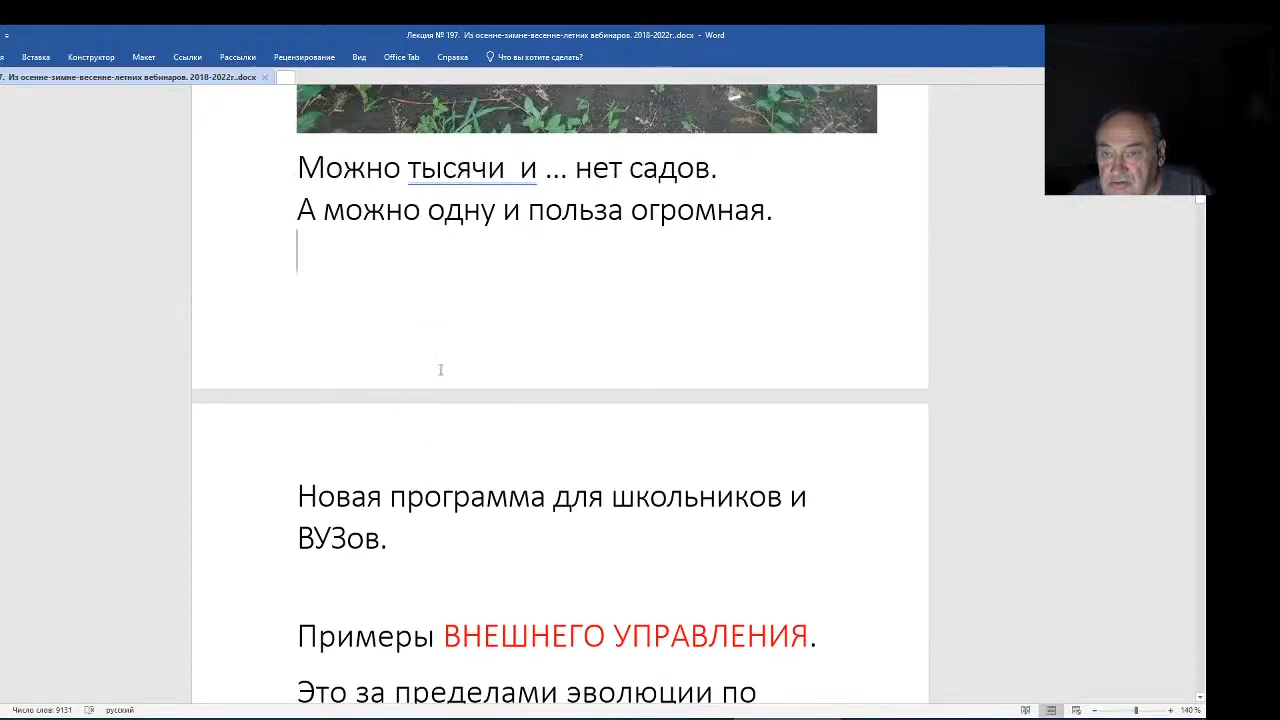 Лекция № 197. Из осенне-зимне-весенне-летних вебинаров. 2018-2022г..docx - Word
Вставка Конструктор Макет Ссылки Рассылки Рецензирование Вид Office Tab Справка Что вы хотите сделать?
7. Из осенне-зимне-весенне-летних вебинаров. 2018-2022г..docx
Можно тысячи и ... нет садов.
А можно одну и польза огромная.
Новая программа для школьников и
ВУЗов.
Примеры ВНЕШНЕГО УПРАВЛЕНИЯ.
Это за пределами эволюции по
Число слов: 9131 русский 140 %